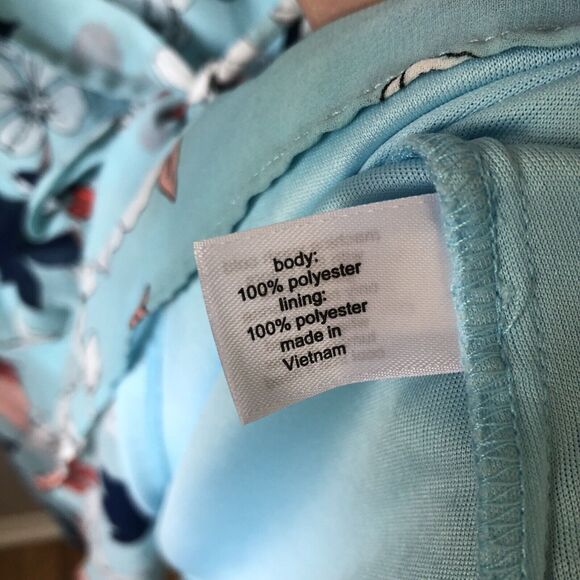 body:
100% polyester
lining:
100% polyester
made in
Vietnam